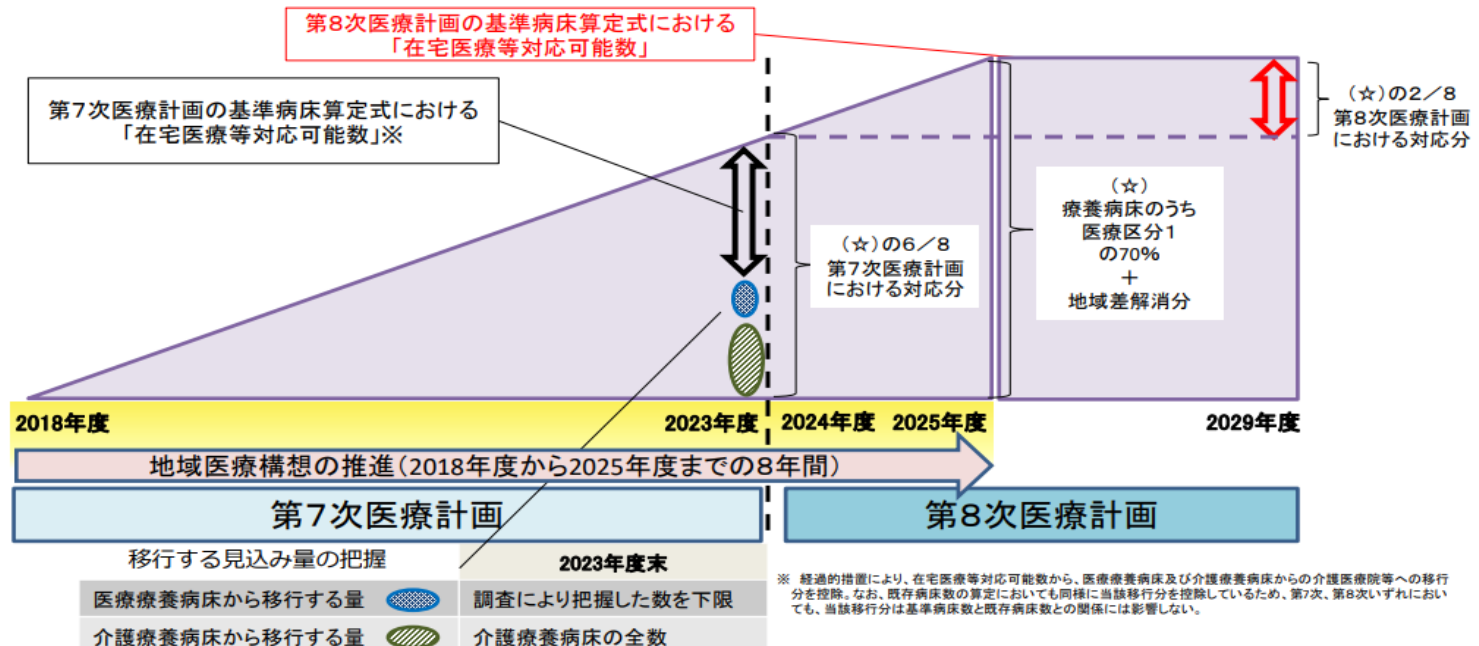 第８次医療計画の基準病床算定式における
「在宅医療等対応可能数」
第７次医療計画の基準病床算定式における
「在宅医療等対応可能数」※
（☆）の２／８
第８次医療計画
における対応分
（☆）
療養病床のうち
医療区分１
の70%
＋
地域差解消分
（☆）の６／８
第７次医療計画
における対応分
2018年度
2023年度
2024年度
2025年度
2029年度
地域医療構想の推進（2018年度から2025年度までの８年間）
第７次医療計画
第８次医療計画
移行する見込み量の把握
2023年度末
医療療養病床から移行する量
調査により把握した数を下限
介護療養病床から移行する量
介護療養病床の全数
※　経過的措置により、在宅医療等対応可能数から、医療療養病床及び介護療養病床からの介護医療院等への移行
分を控除。なお、既存病床数の算定においても同様に当該移行分を控除しているため、第7次、第8次いずれにおい
ても、当該移行分は基準病床数と既存病床数との関係には影響しない。